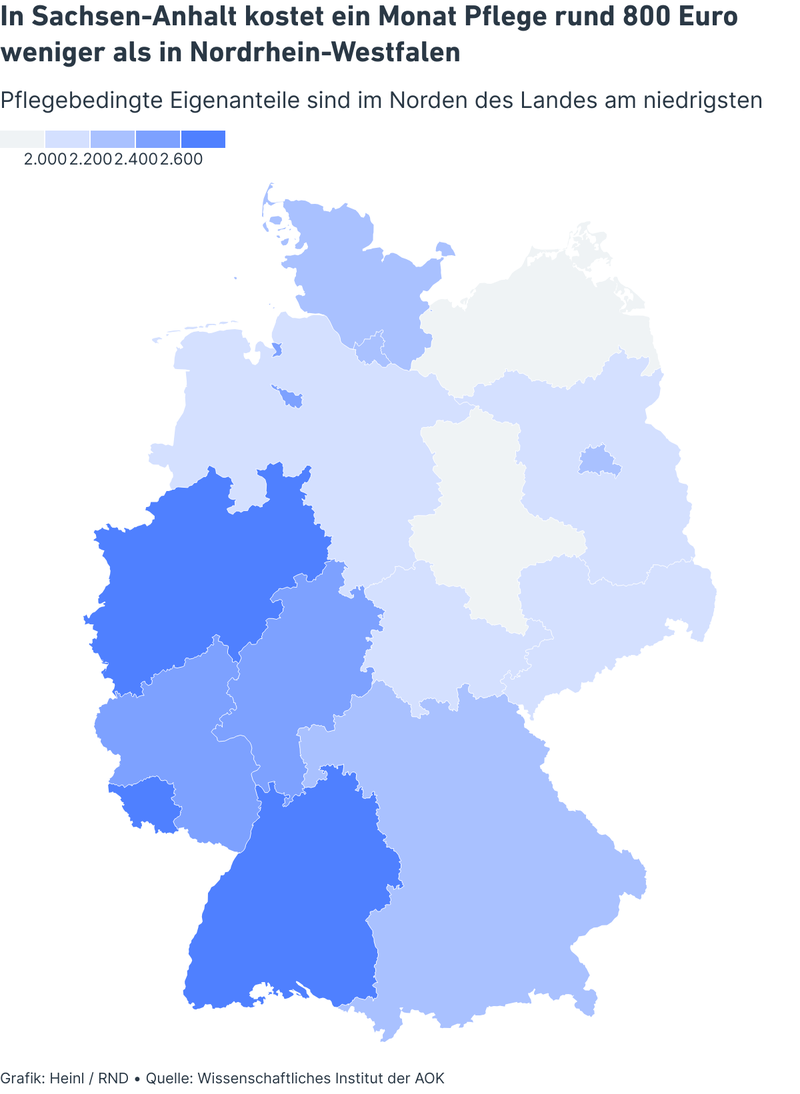 In Sachsen-Anhalt kostet ein Monat Pflege rund 800 Euro
weniger als in Nordrhein-Westfalen
Pflegebedingte Eigenanteile sind im Norden des Landes am niedrigsten
2.000 2.200 2.400 2.600
Grafik: Heinl / RND • Quelle: Wissenschaftliches Institut der AOK